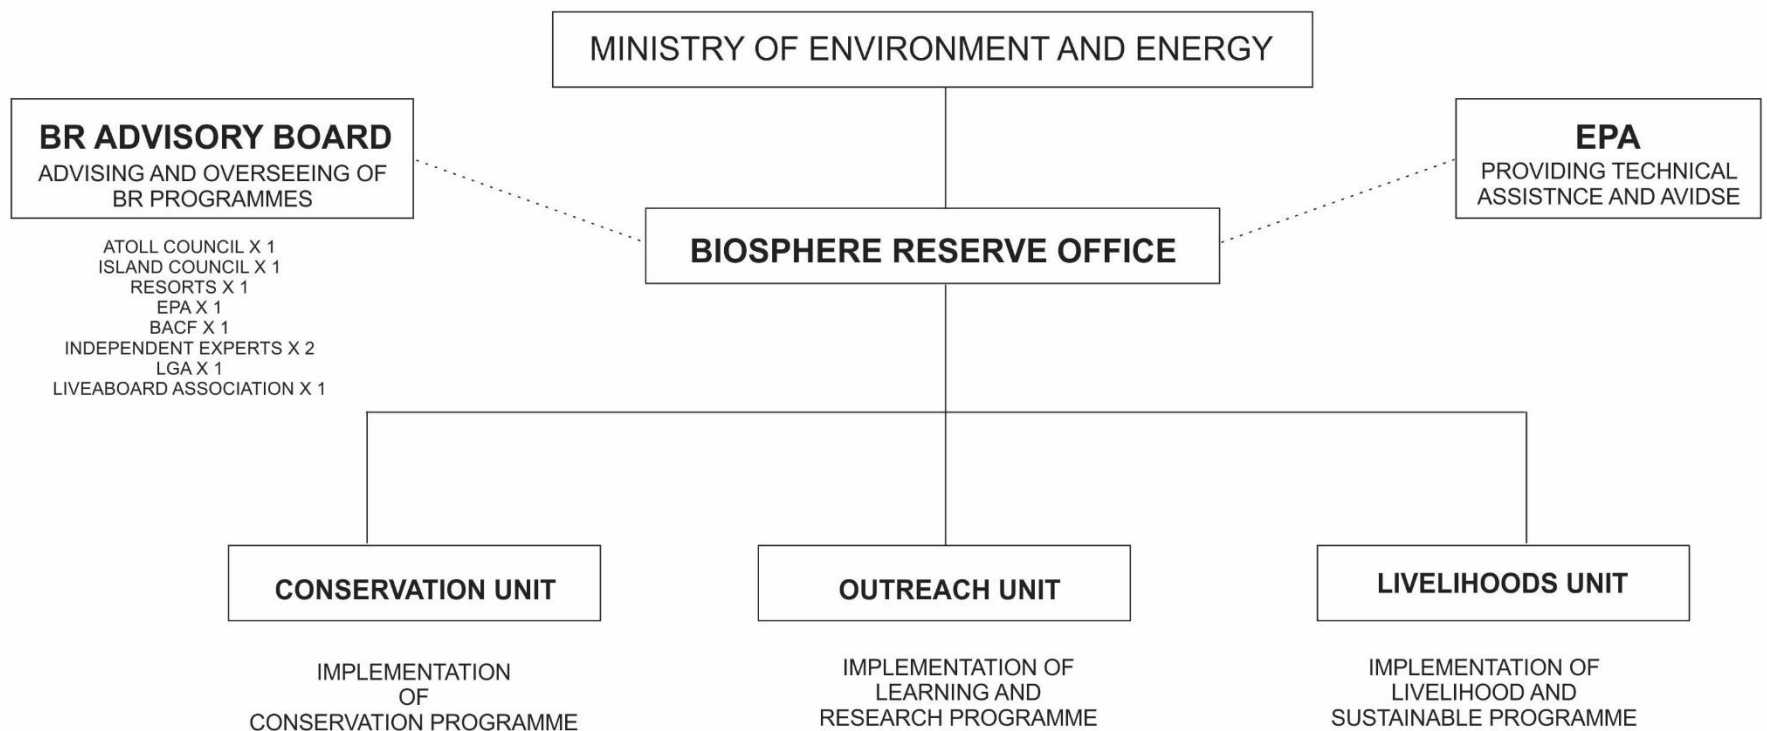 MINISTRY OF ENVIRONMENT AND ENERGY
BR ADVISORY BOARD
ADVISING AND OVERSEEING OF
BR PROGRAMMES
ATOLL COUNCIL X 1
ISLAND COUNCIL X 1
RESORTS X 1
EPA X 1
BACF X 1
INDEPENDENT EXPERTS X 2
LGA X 1
LIVEABOARD ASSOCIATION X 1
EPA
PROVIDING TECHNICAL
ASSISTNCE AND AVIDSE
BIOSPHERE RESERVE OFFICE
CONSERVATION UNIT
IMPLEMENTATION
OF
CONSERVATION PROGRAMME
OUTREACH UNIT
IMPLEMENTATION OF
LEARNING AND
RESEARCH PROGRAMME
LIVELIHOODS UNIT
IMPLEMENTATION OF
LIVELIHOOD AND
SUSTAINABLE PROGRAMME